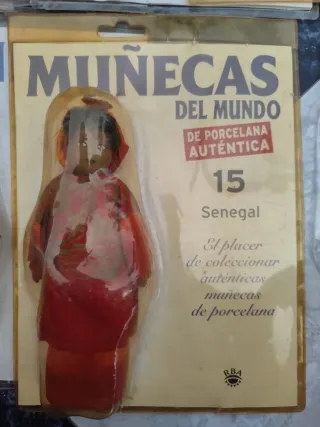 MUÑECAS
DEL MUNDO
DE PORCELANA
AUTÉNTICA
15
Senegal
El placer
de coleccionar
auténticas
muñecas
de porcelana
RBA